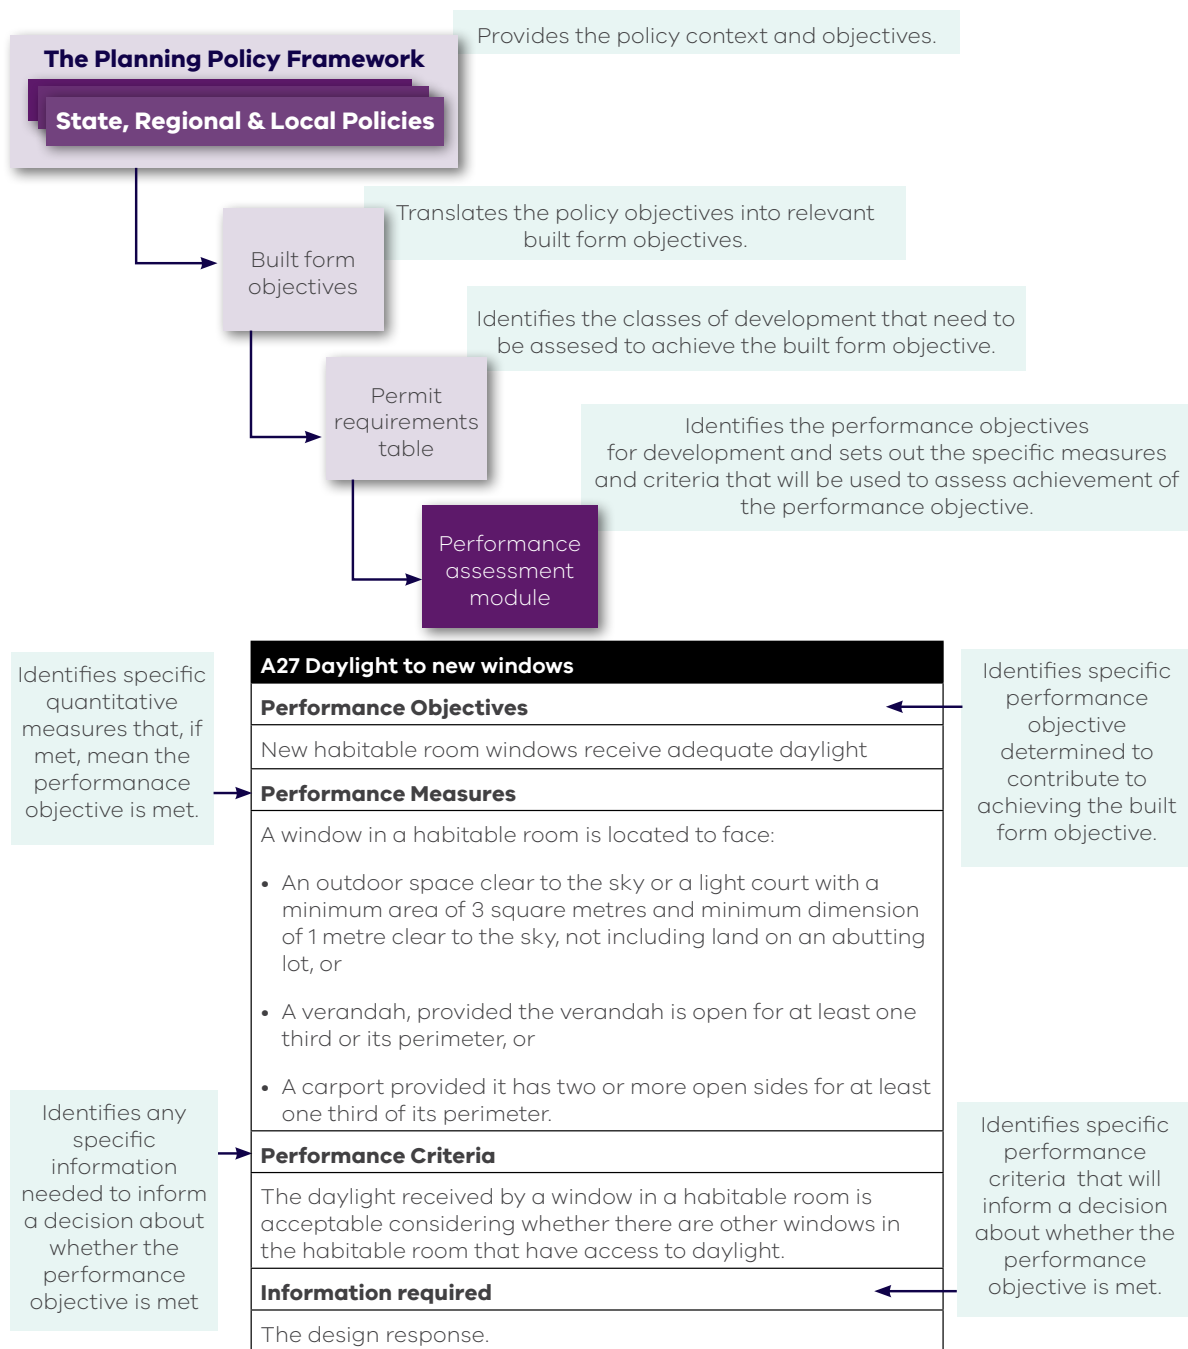 Provides the policy context and objectives.
The Planning Policy Framework
State, Regional & Local Policies
Translates the policy objectives into relevant
built form objectives.
Built form
objectives
Identifies the classes of development that need to
be assesed to achieve the built form objective.
Permit
requirements
table
Identifies the performance objectives
for development and sets out the specific measures
and criteria that will be used to assess achievement of
the performance objective.
Performance
assessment
module
Identifies specific
quantitative
measures that, if
met, mean the
performanace
objective is met.
A27 Daylight to new windows
Performance Objectives
New habitable room windows receive adequate daylight
Performance Measures
A window in a habitable room is located to face:
• An outdoor space clear to the sky or a light court with a
minimum area of 3 square metres and minimum dimension
of 1 metre clear to the sky, not including land on an abutting
lot, or
• A verandah, provided the verandah is open for at least one
third or its perimeter, or
• A carport provided it has two or more open sides for at least
one third of its perimeter.
Performance Criteria
The daylight received by a window in a habitable room is
acceptable considering whether there are other windows in
the habitable room that have access to daylight.
Information required
The design response.
Identifies specific
performance
objective
determined to
contribute to
achieving the built
form objective.
Identifies any
specific
information
needed to inform
a decision about
whether the
performance
objective is met
Identifies specific
performance
criteria that will
inform a decision
about whether the
performance
objective is met.